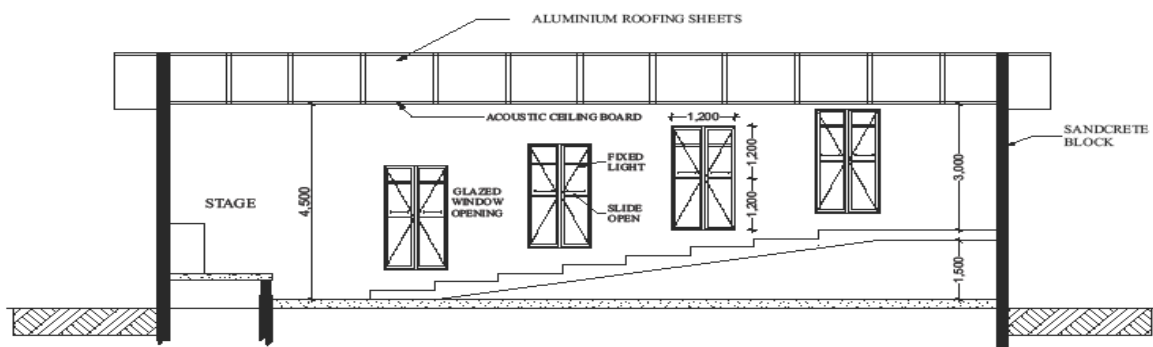 ALUMINIUM ROOFING SHEETS
ACOUSTIC CEILING BOARD
1,200
SANDCRETE
BLOCK
FIXED
LIGHT
1,200
3,000
GLAZED
WINDOW
OPENING
STAGE
4,500
SLIDE
OPEN
1,200
1,500